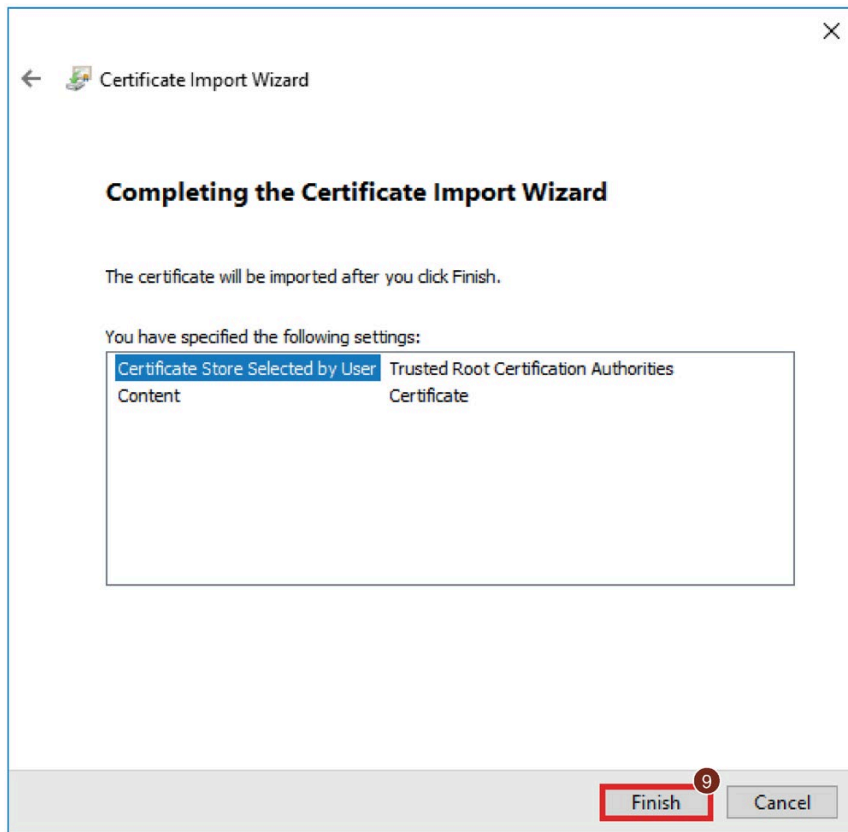 Certificate Import Wizard
Completing the Certificate Import Wizard
The certificate will be imported after you click Finish.
You have specified the following settings:
Certificate Store Selected by User Trusted Root Certification Authorities
Content Certificate
9
Finish Cancel